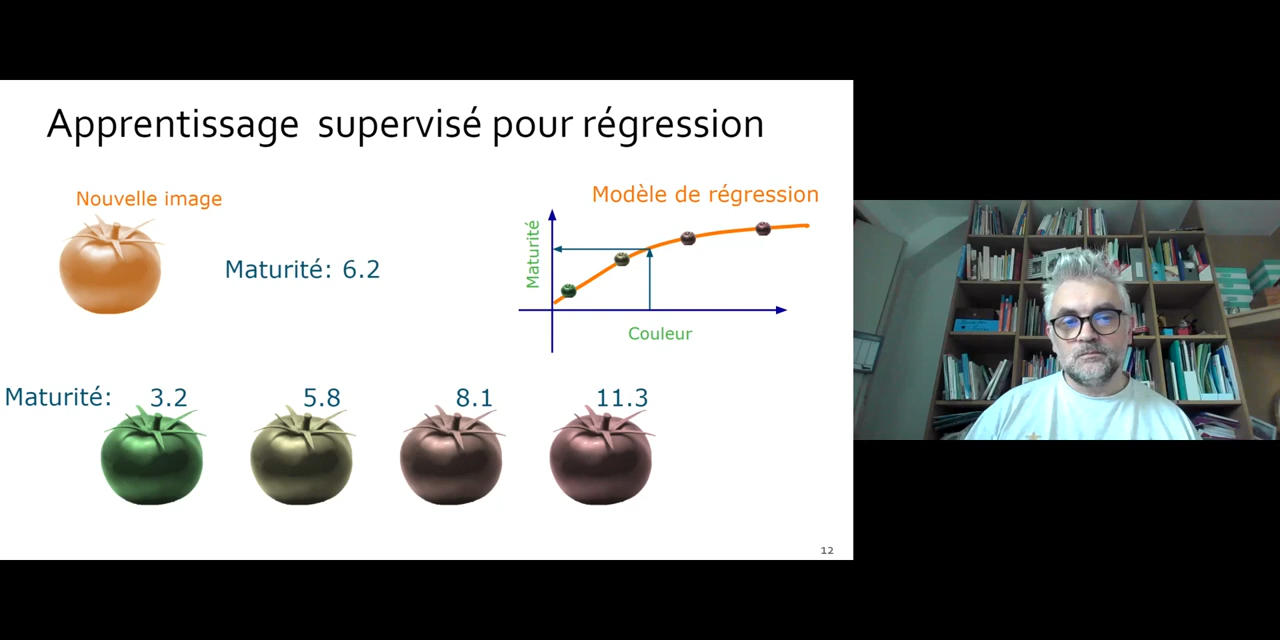 Apprentissage supervisé pour régression
Nouvelle image
Maturité: 6.2
Modèle de régression
Maturité
Couleur
Maturité: 3.2 5.8 8.1 11.3
12